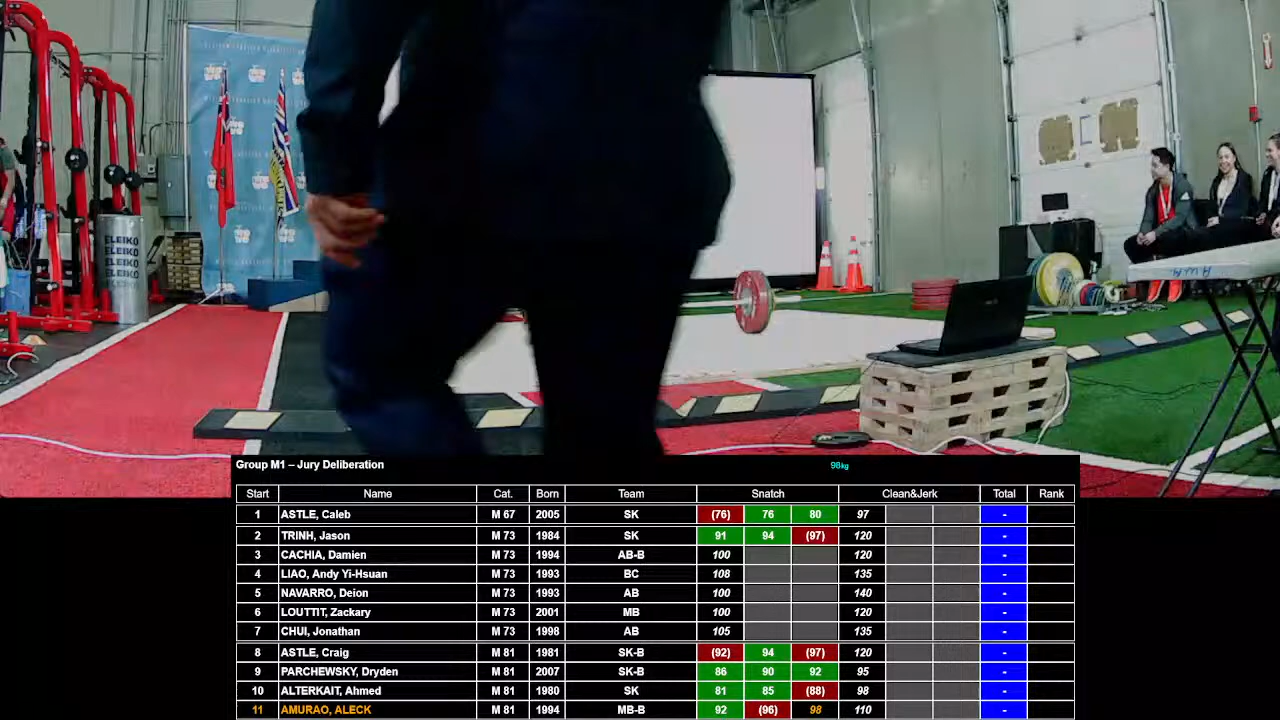 ELEIKO
ELEIKO
ELEIKO
ELEIKO
Group M1 – Jury Deliberation 98kg
Start Name Cat. Born Team Snatch Clean&Jerk Total Rank
1 ASTLE, Caleb M 67 2005 SK (76) 76 80 97 -
2 TRINH, Jason M 73 1984 SK 91 94 (97) 120 -
3 CACHIA, Damien M 73 1994 AB-B 100 120 -
4 LIAO, Andy Yi-Hsuan M 73 1993 BC 108 135 -
5 NAVARRO, Deion M 73 1993 AB 100 140 -
6 LOUTTIT, Zackary M 73 2001 MB 100 120 -
7 CHUI, Jonathan M 73 1998 AB 105 135 -
8 ASTLE, Craig M 81 1981 SK-B (92) 94 (97) 120 -
9 PARCHEWSKY, Dryden M 81 2007 SK-B 86 90 92 95 -
10 ALTERKAIT, Ahmed M 81 1980 SK 81 85 (88) 98 -
11 AMURAO, ALECK M 81 1994 MB-B 92 (96) 98 110 -